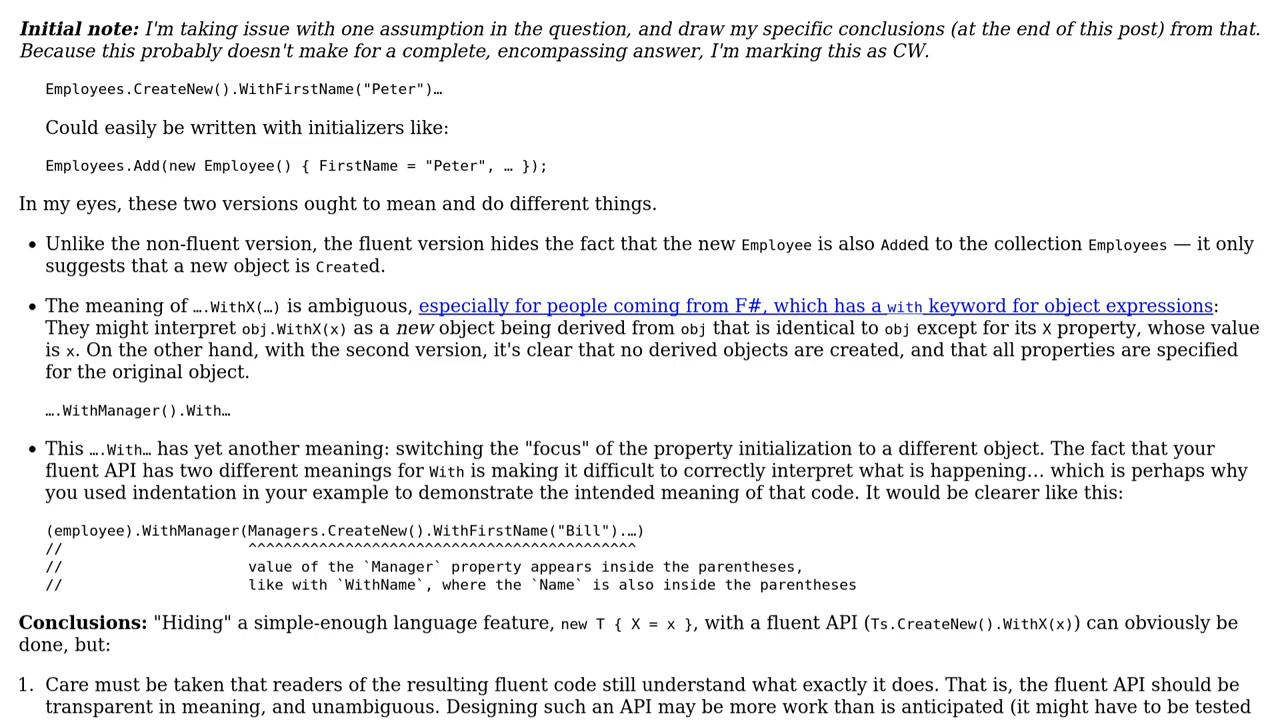 Initial note: I'm taking issue with one assumption in the question, and draw my specific conclusions (at the end of this post) from that.
Because this probably doesn't make for a complete, encompassing answer, I'm marking this as CW.
Employees.CreateNew().WithFirstName("Peter")…
Could easily be written with initializers like:
Employees.Add(new Employee() { FirstName = "Peter", … });
In my eyes, these two versions ought to mean and do different things.
• Unlike the non-fluent version, the fluent version hides the fact that the new Employee is also Added to the collection Employees — it only
suggests that a new object is Created.
• The meaning of ….WithX(…) is ambiguous, especially for people coming from F#, which has a with keyword for object expressions:
They might interpret obj.WithX(x) as a new object being derived from obj that is identical to obj except for its X property, whose value
is x. On the other hand, with the second version, it's clear that no derived objects are created, and that all properties are specified
for the original object.
….WithManager().With…
• This ….With… has yet another meaning: switching the "focus" of the property initialization to a different object. The fact that your
fluent API has two different meanings for With is making it difficult to correctly interpret what is happening... which is perhaps why
you used indentation in your example to demonstrate the intended meaning of that code. It would be clearer like this:
(employee).WithManager(Managers.CreateNew().WithFirstName("Bill").…)
//                     ^^^^^^^^^^^^^^^^^^^^^^^^^^^^^^^^^^^^^^^^^^^^
//                     value of the `Manager` property appears inside the parentheses,
//                     like with `WithName`, where the `Name` is also inside the parentheses
Conclusions: "Hiding" a simple-enough language feature, new T { X = x }, with a fluent API (Ts.CreateNew().WithX(x)) can obviously be
done, but:
1. Care must be taken that readers of the resulting fluent code still understand what exactly it does. That is, the fluent API should be
transparent in meaning, and unambiguous. Designing such an API may be more work than is anticipated (it might have to be tested